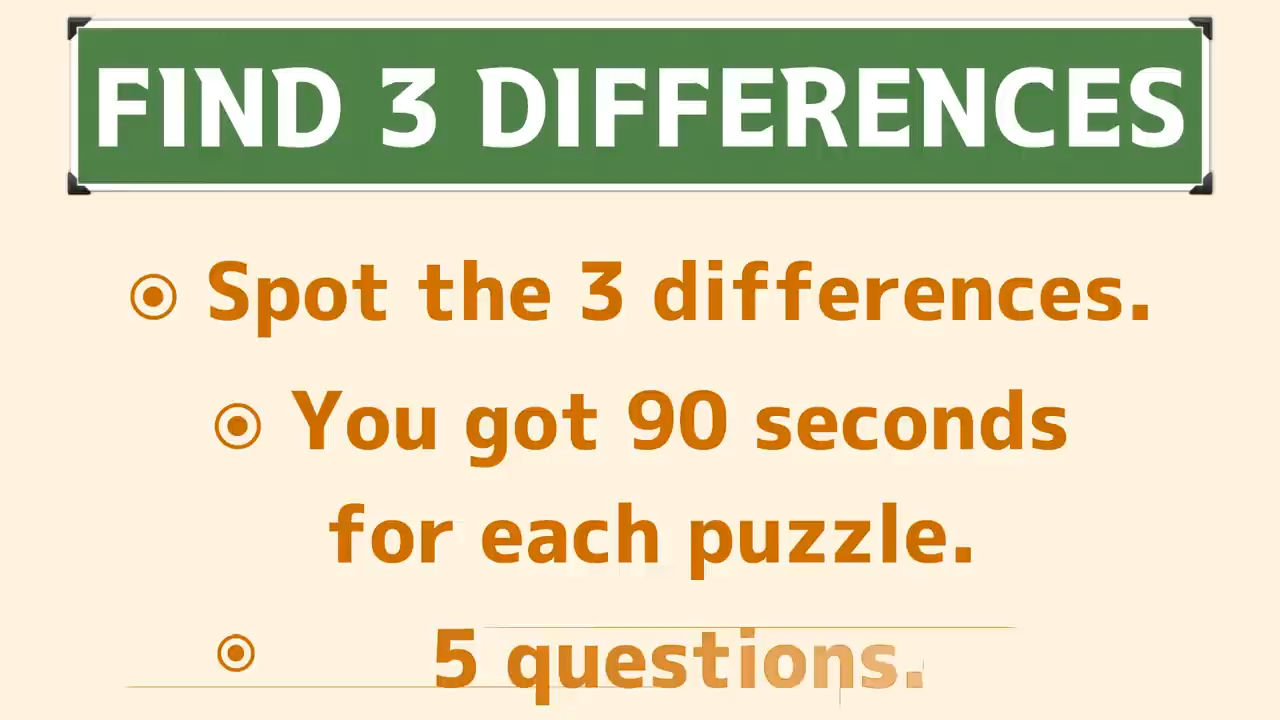 FIND 3 DIFFERENCES
◉ Spot the 3 differences.
◉ You got 90 seconds
for each puzzle.
◉ 5 questions.